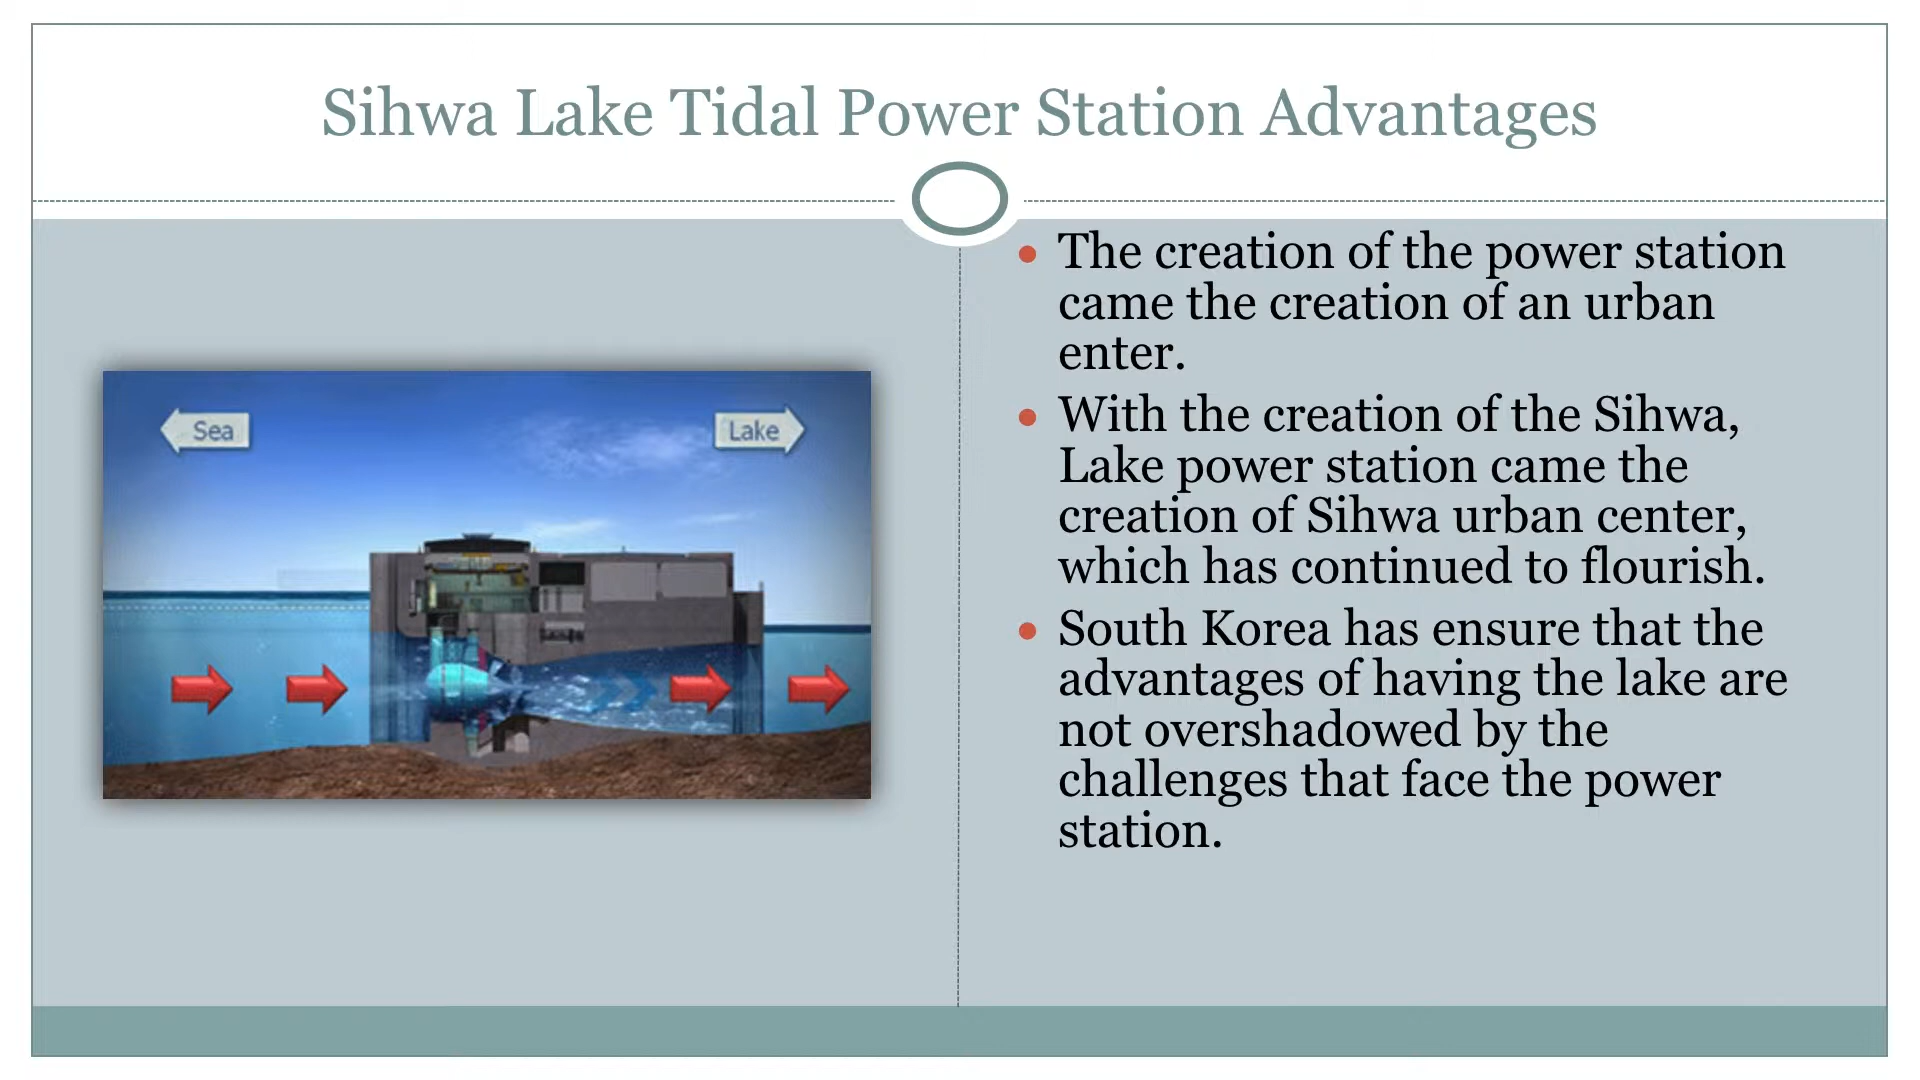 Sihwa Lake Tidal Power Station Advantages
Sea
Lake
• The creation of the power station
came the creation of an urban
enter.
• With the creation of the Sihwa,
Lake power station came the
creation of Sihwa urban center,
which has continued to flourish.
• South Korea has ensure that the
advantages of having the lake are
not overshadowed by the
challenges that face the power
station.